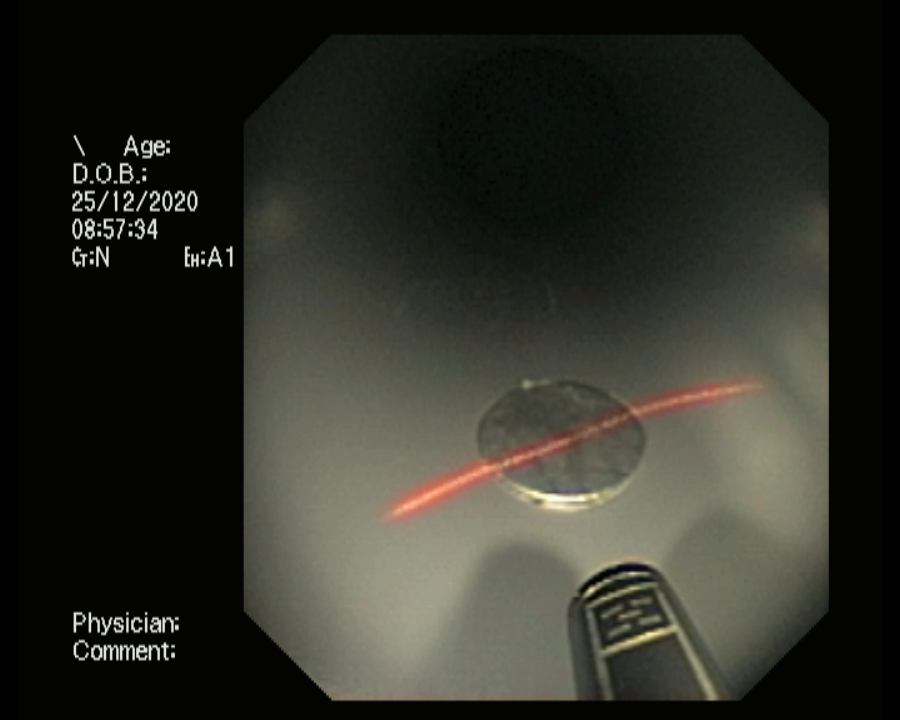 \ Age:
D.O.B.:
25/12/2020
08:57:34
Cr:N EH:A1
Physician:
Comment: